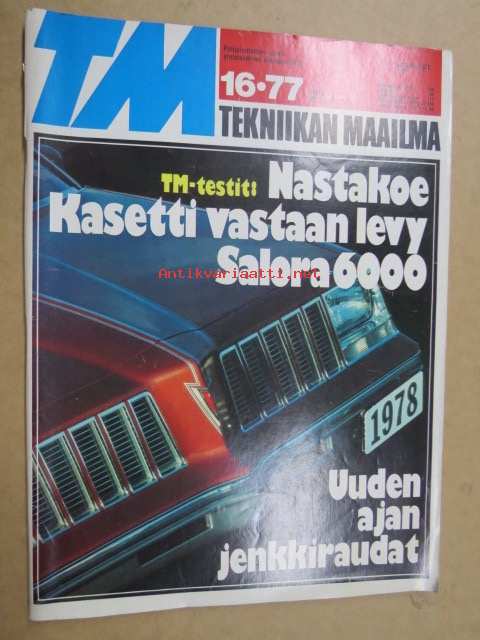 TM
16•77
TEKNIIKAN MAAILMA
TM-testit: Nastakoe
Kasetti vastaan levy
Salora 6000
Antikvariaatti.net
1978
Uuden
ajan
jenkkiraudat